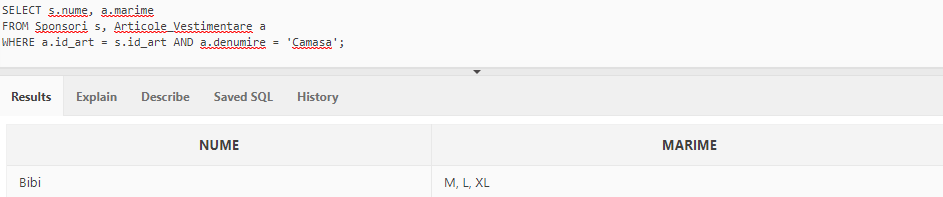 SELECT s.nume, a.marime
FROM Sponsori s, Articole_Vestimentare a
WHERE a.id_art = s.id_art AND a.denumire = 'Camasa';
Results Explain Describe Saved SQL History
NUME MARIME
Bibi M, L, XL